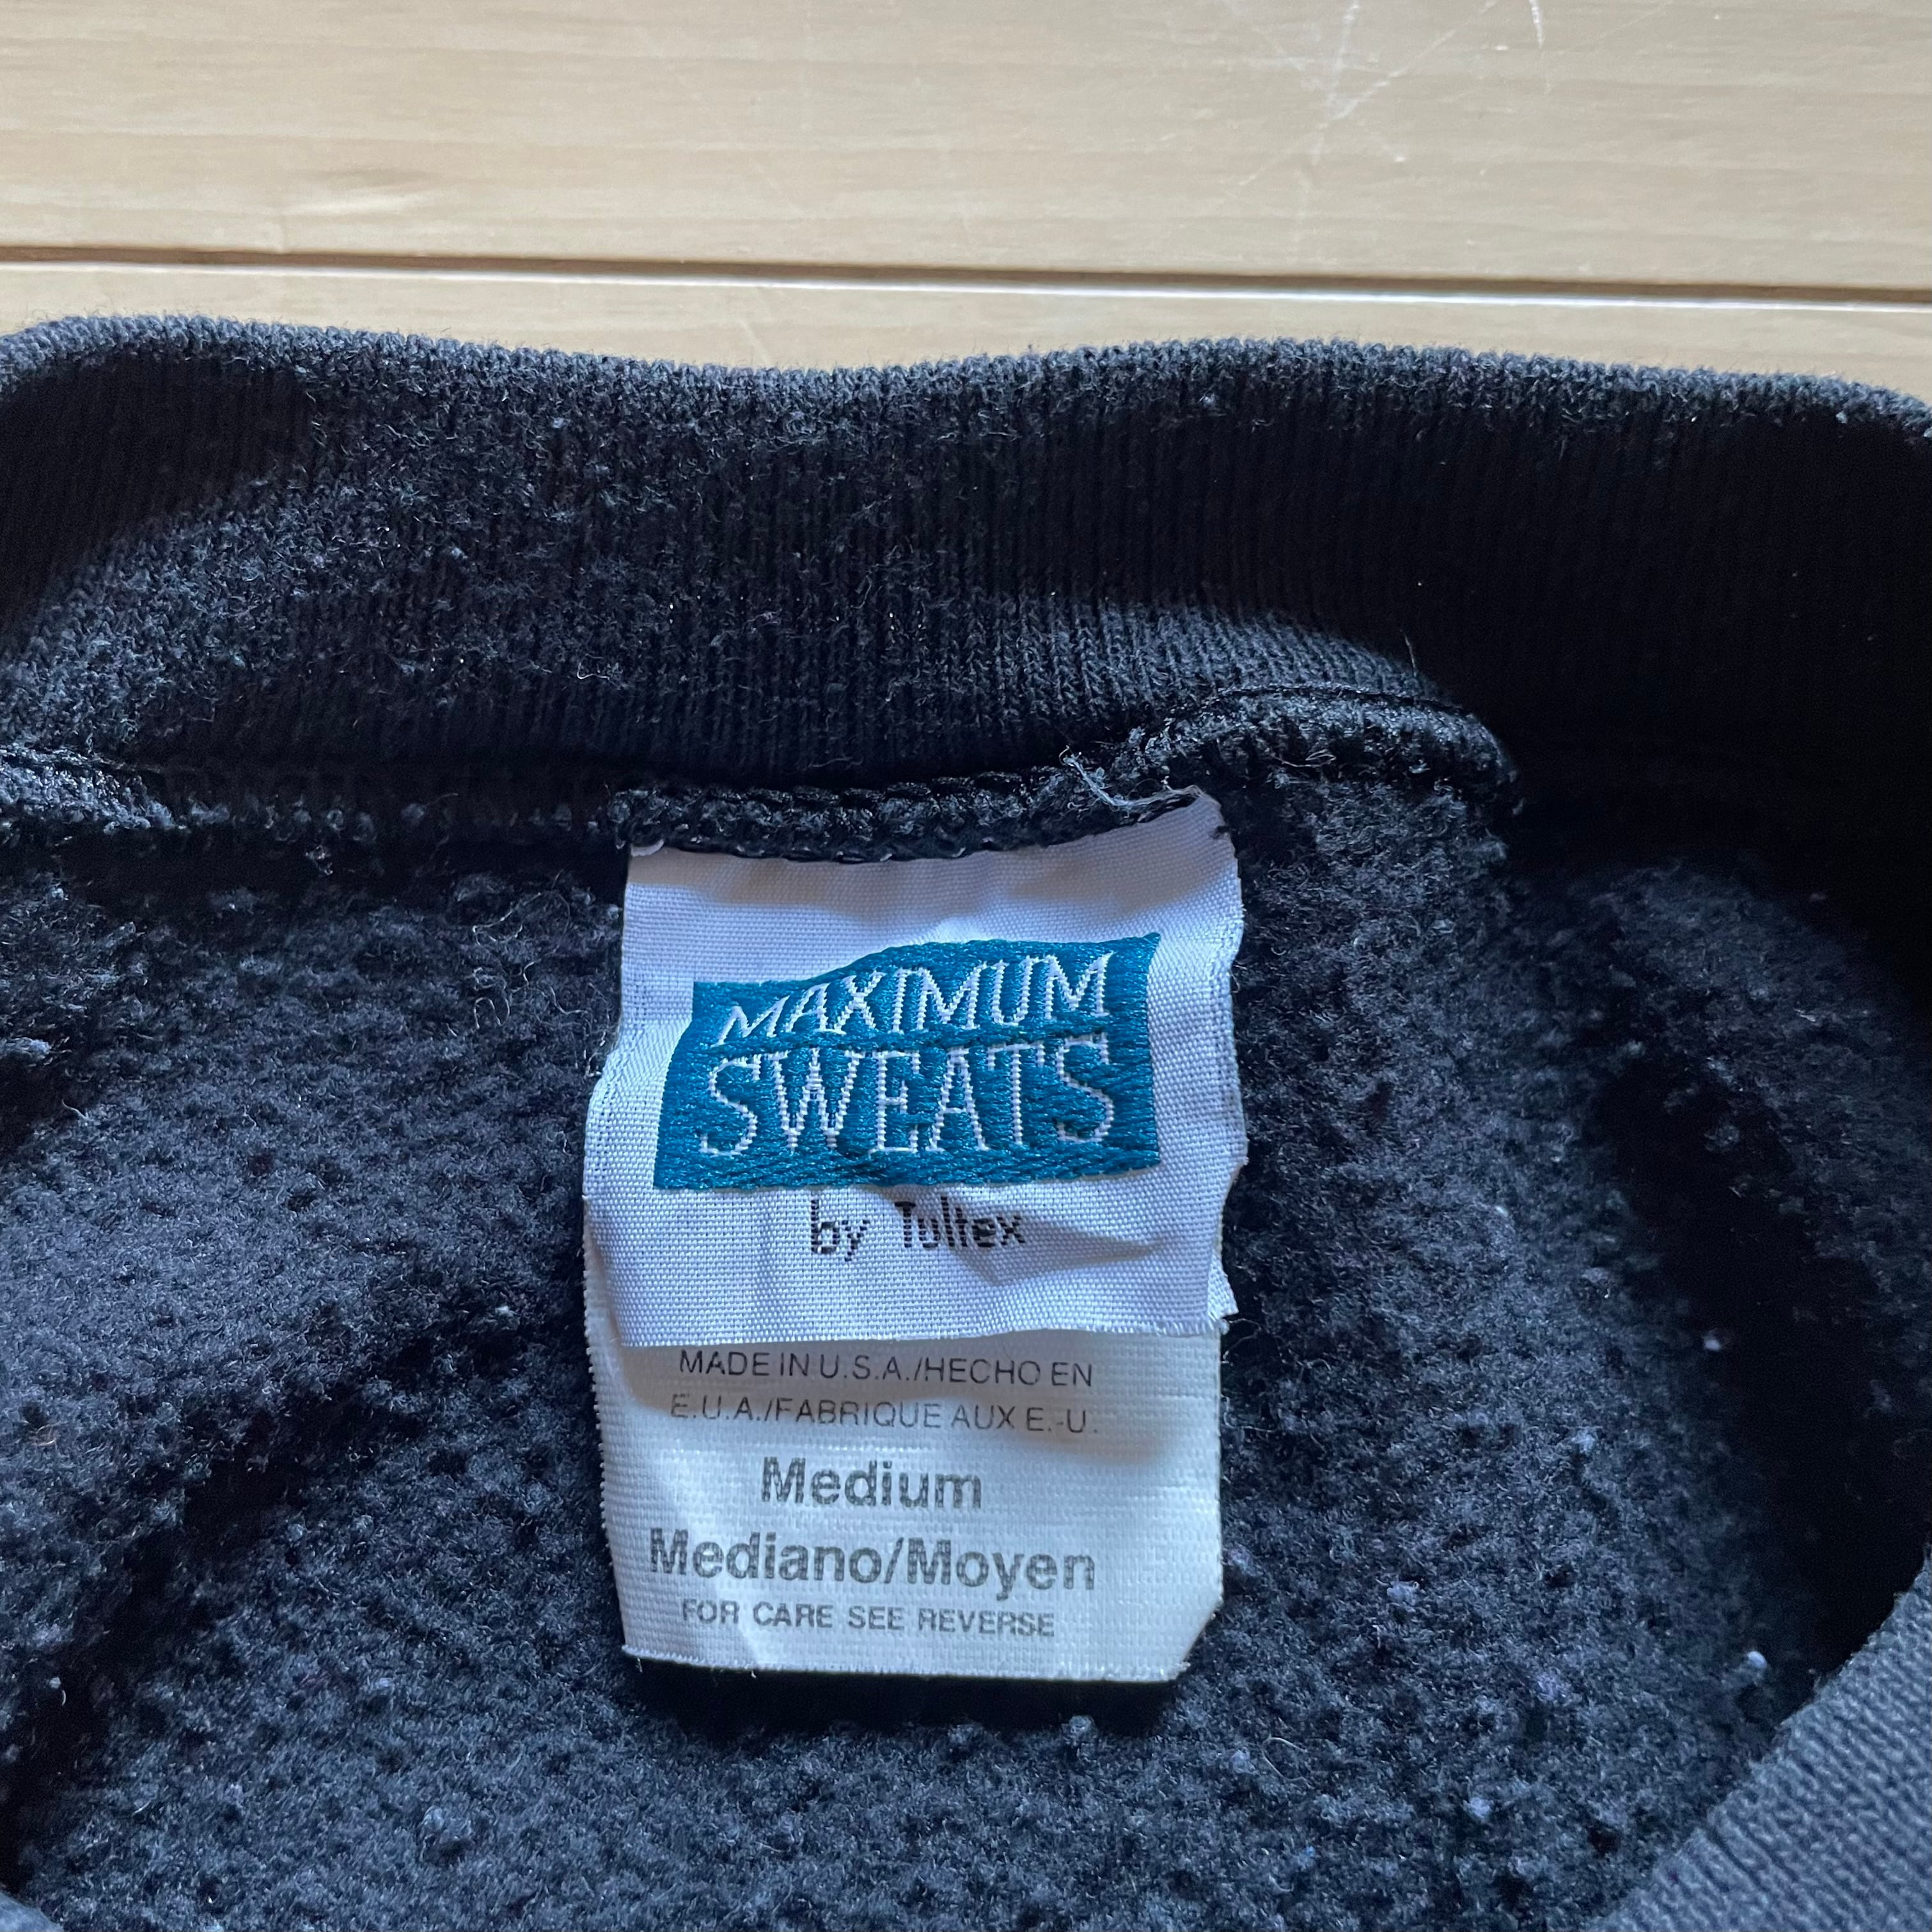 MAXIMUM
SWEATS
by Tultex
MADE IN U.S.A./HECHO EN
E.U.A./FABRIQUE AUX E.-U.
Medium
Mediano/Moyen
FOR CARE SEE REVERSE